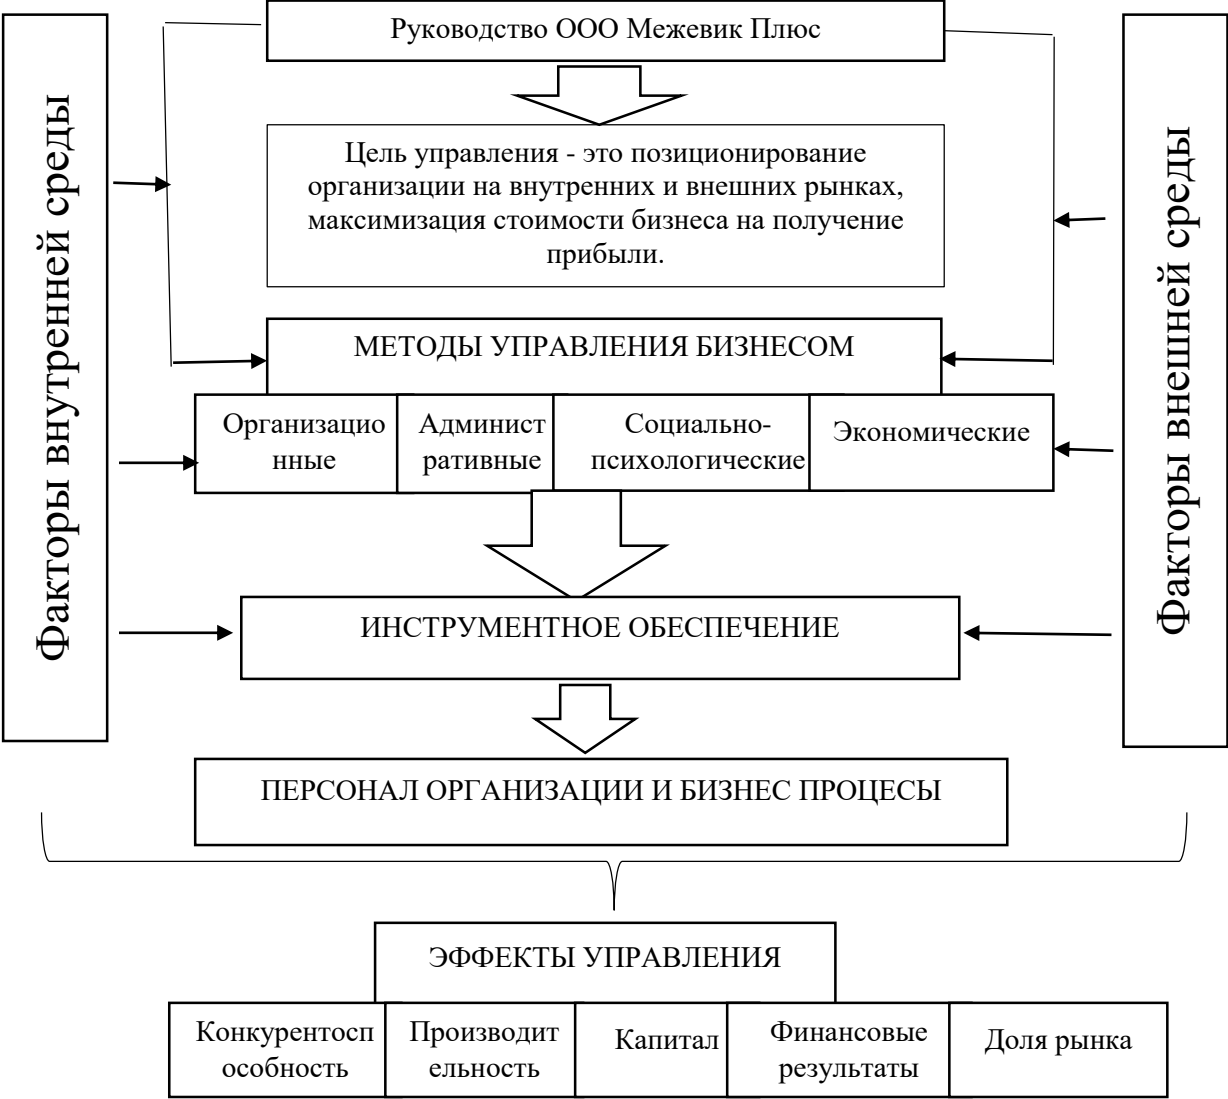 Руководство ООО Межевик Плюс
Цель управления - это позиционирование
организации на внутренних и внешних рынках,
максимизация стоимости бизнеса на получение
прибыли.
Факторы внутренней среды
Факторы внешней среды
МЕТОДЫ УПРАВЛЕНИЯ БИЗНЕСОМ
Организацио
нные
Админист
ративные
Социально-
психологические
Экономические
ИНСТРУМЕНТНОЕ ОБЕСПЕЧЕНИЕ
ПЕРСОНАЛ ОРГАНИЗАЦИИ И БИЗНЕС ПРОЦЕСЫ
ЭФФЕКТЫ УПРАВЛЕНИЯ
Конкурентосп
особность
Производит
ельность
Капитал
Финансовые
результаты
Доля рынка